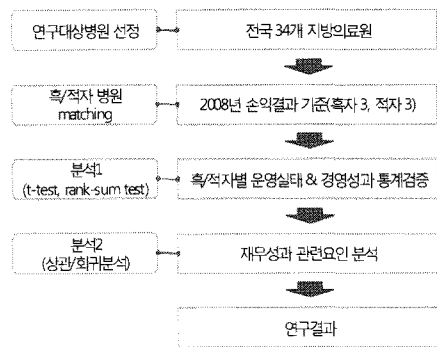 연구대상병원 선정
전국 34개 지방의료원
흑/적자 병원
matching
2008년 손익결과 기준(흑자 3, 적자 3)
분석1
(t-test, rank-sum test)
흑/적자별 운영실태 & 경영성과 통계검증
분석2
(상관/회귀분석)
재무성과 관련요인 분석
연구결과